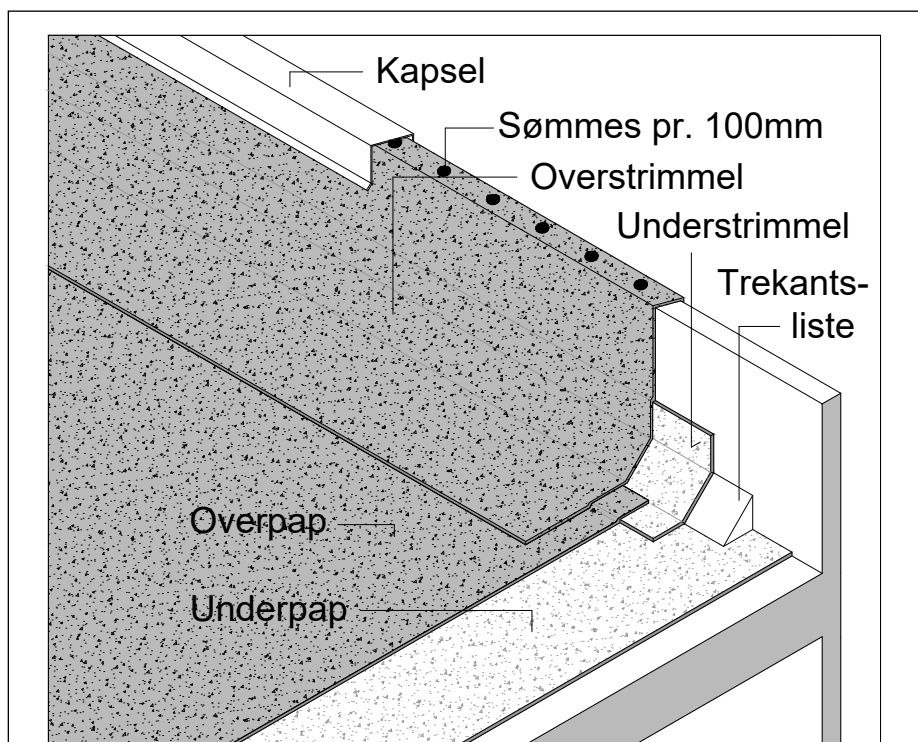 Kapsel
Sømmes pr. 100mm
Overstrimmel
Understrimmel
Trekants-
liste
Overpap
Underpap